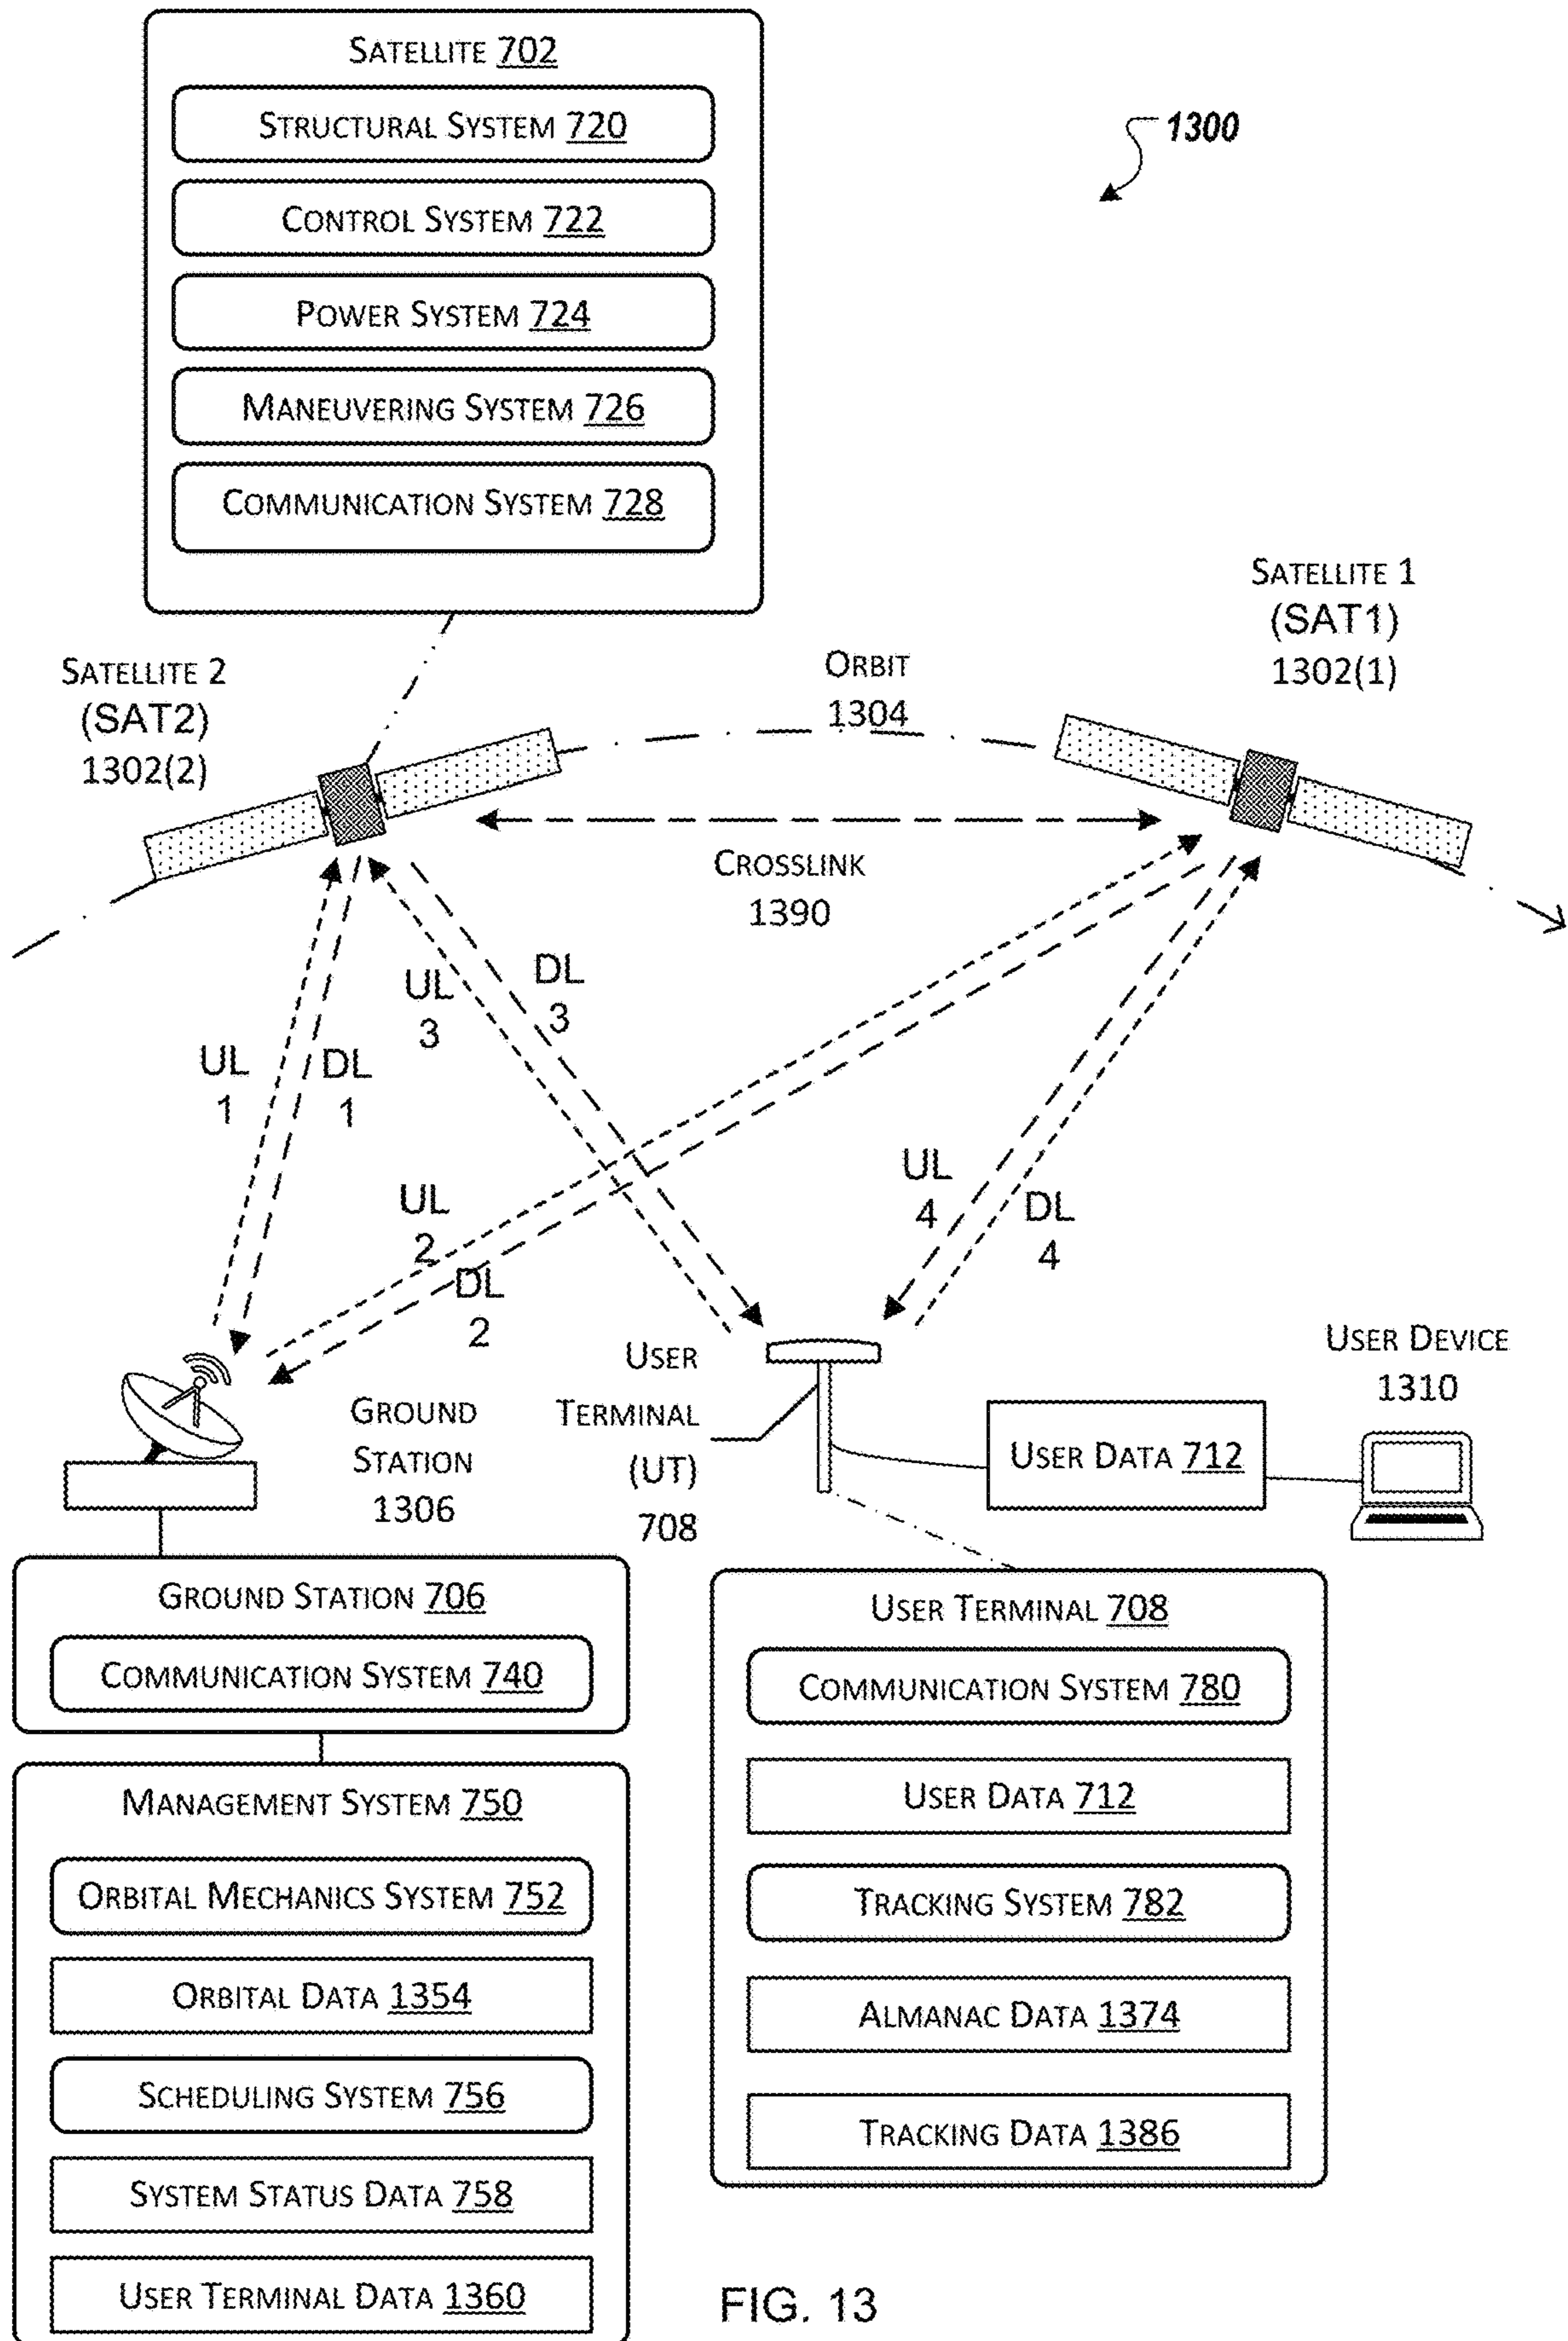 SATELLITE 702
STRUCTURAL SYSTEM 720
CONTROL SYSTEM 722
POWER SYSTEM 724
MANEUVERING SYSTEM 726
COMMUNICATION SYSTEM 728
1300
SATELLITE 1
(SAT1)
1302(1)
SATELLITE 2
(SAT2)
1302(2)
ORBIT
1304
CROSSLINK
1390
UL
1
DL
1
UL
3
DL
3
UL
2
DL
2
UL
4
DL
4
GROUND
STATION
1306
USER
TERMINAL
(UT)
708
USER DATA 712
USER DEVICE
1310
GROUND STATION 706
COMMUNICATION SYSTEM 740
MANAGEMENT SYSTEM 750
ORBITAL MECHANICS SYSTEM 752
ORBITAL DATA 1354
SCHEDULING SYSTEM 756
SYSTEM STATUS DATA 758
USER TERMINAL DATA 1360
USER TERMINAL 708
COMMUNICATION SYSTEM 780
USER DATA 712
TRACKING SYSTEM 782
ALMANAC DATA 1374
TRACKING DATA 1386
FIG. 13